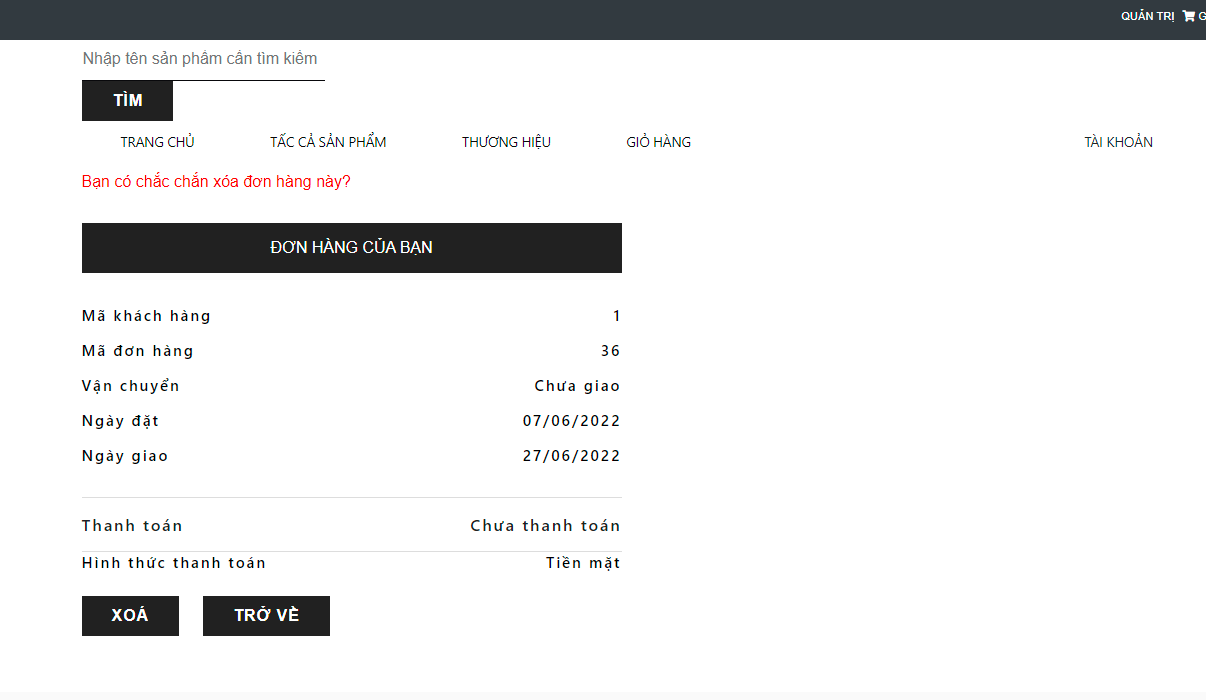 QUẢN TRỊ G
Nhập tên sản phẩm cần tìm kiếm
TÌM
TRANG CHỦ TẤC CẢ SẢN PHẨM THƯƠNG HIỆU GIỎ HÀNG TÀI KHOẢN
Bạn có chắc chắn xóa đơn hàng này?
ĐƠN HÀNG CỦA BẠN
Mã khách hàng 1
Mã đơn hàng 36
Vận chuyển Chưa giao
Ngày đặt 07/06/2022
Ngày giao 27/06/2022
Thanh toán Chưa thanh toán
Hình thức thanh toán Tiền mặt
XOÁ TRỞ VỀ